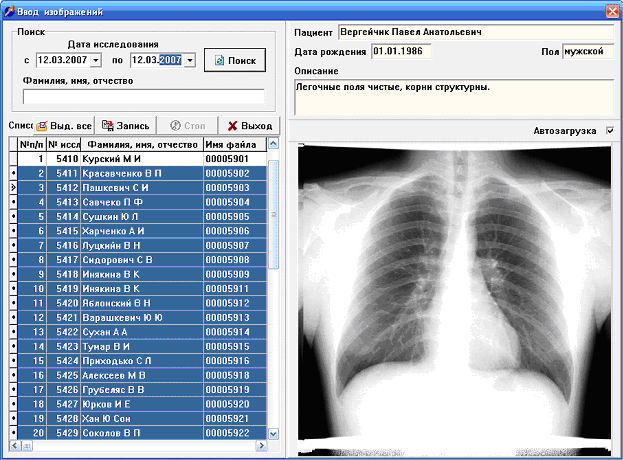 Ввод изображений
Поиск
Дата исследования
с 12.03.2007 по 12.03.2007 Поиск
Фамилия, имя, отчество
Списо Выд. все Запись Стоп Выход
№п/п № иссл Фамилия, имя, отчество Имя файла
1 5410 Курский М И 00005901
2 5411 Красавченко В П 00005902
3 5412 Пашкевич С И 00005903
4 5413 Савчеко П Ф 00005904
5 5414 Сушкин Ю Л 00005905
6 5415 Харченко А И 00005906
7 5416 Луцкийн В Н 00005907
8 5417 Сидорович С В 00005908
9 5418 Инякина В К 00005909
10 5419 Инякина В К 00005911
11 5420 Яблонский В Н 00005912
12 5421 Варашкевич Ю Ю 00005913
13 5422 Сухан А А 00005914
14 5423 Тумар В И 00005915
15 5424 Приходько С Л 00005916
16 5425 Алексеев М В 00005918
17 5426 Грубеляс В В 00005919
18 5427 Юрков И Е 00005920
19 5428 Хан Ю Сон 00005921
20 5429 Соколов В П 00005922
Пациент Вергейчик Павел Анатольевич
Дата рождения 01.01.1986 Пол мужской
Описание
Легочные поля чистые, корни структурны.
Автозагрузка